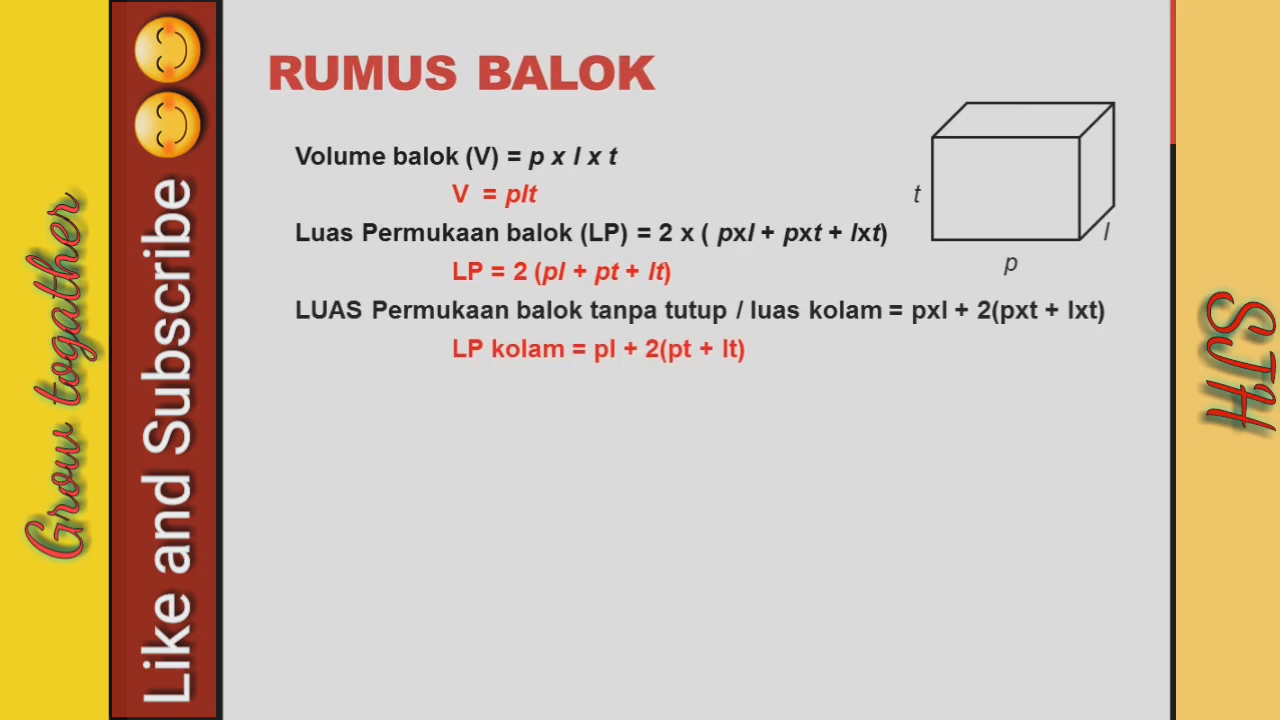 Grow togather
Like and Subscribe
RUMUS BALOK
Volume balok (V) = p x l x t
V = plt
Luas Permukaan balok (LP) = 2 x ( pxl + pxt + lxt)
LP = 2 (pl + pt + lt)
LUAS Permukaan balok tanpa tutup / luas kolam = pxl + 2(pxt + lxt)
LP kolam = pl + 2(pt + lt)
t
l
p
SJH